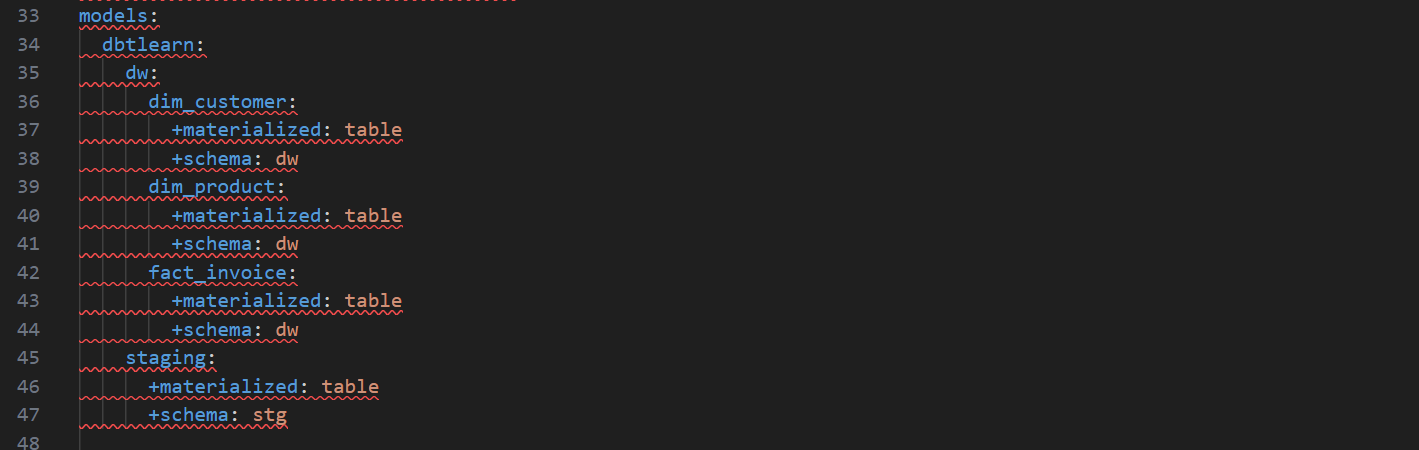 33 models:
34   dbtlearn:
35     dw:
36       dim_customer:
37         +materialized: table
38         +schema: dw
39       dim_product:
40         +materialized: table
41         +schema: dw
42       fact_invoice:
43         +materialized: table
44         +schema: dw
45     staging:
46       +materialized: table
47       +schema: stg
48